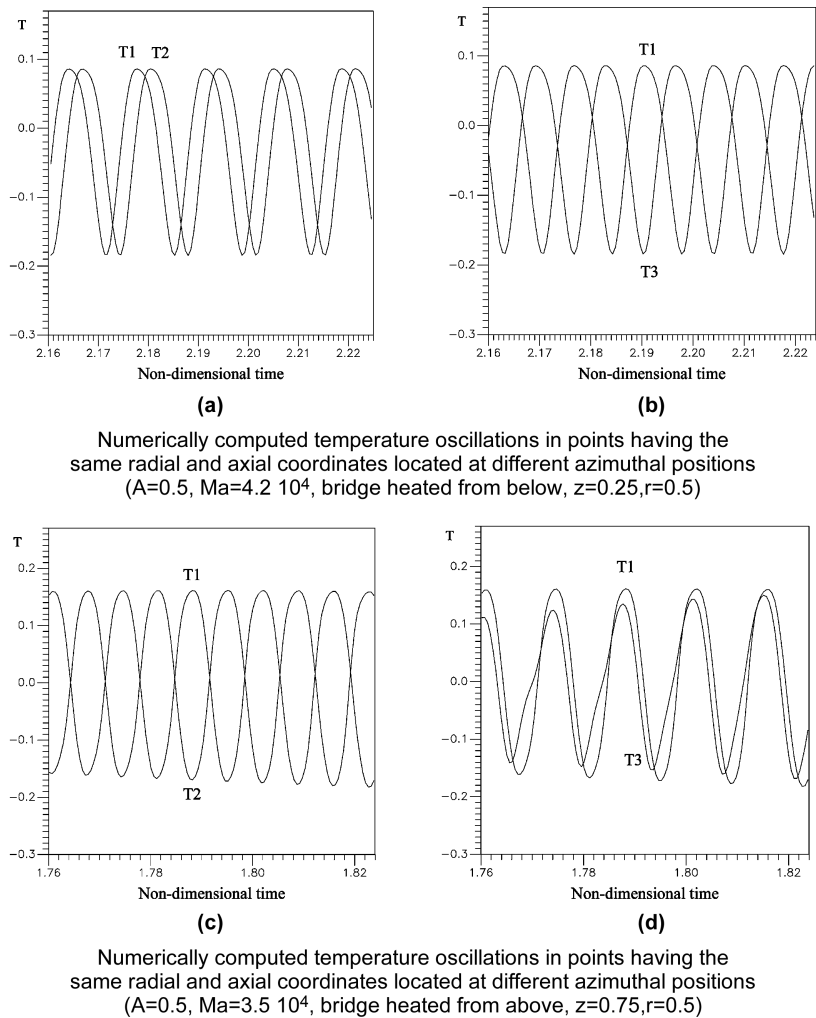 T
T1 T2
0.1
0.0
−0.1
−0.2
−0.3
2.16 2.17 2.18 2.19 2.20 2.21 2.22
Non-dimensional time
(a)
T
T1
0.1
0.0
−0.1
−0.2
T3
−0.3
2.16 2.17 2.18 2.19 2.20 2.21 2.22
Non-dimensional time
(b)
Numerically computed temperature oscillations in points having the
same radial and axial coordinates located at different azimuthal positions
(A=0.5, Ma=4.2 10⁴, bridge heated from below, z=0.25,r=0.5)
T
0.2
T1
0.1
0.0
−0.1
T2
−0.2
−0.3
1.76 1.78 1.80 1.82
Non-dimensional time
(c)
T
T1
0.2
0.1
0.0
−0.1
T3
−0.2
−0.3
1.76 1.78 1.80 1.82
Non-dimensional time
(d)
Numerically computed temperature oscillations in points having the
same radial and axial coordinates located at different azimuthal positions
(A=0.5, Ma=3.5 10⁴, bridge heated from above, z=0.75,r=0.5)